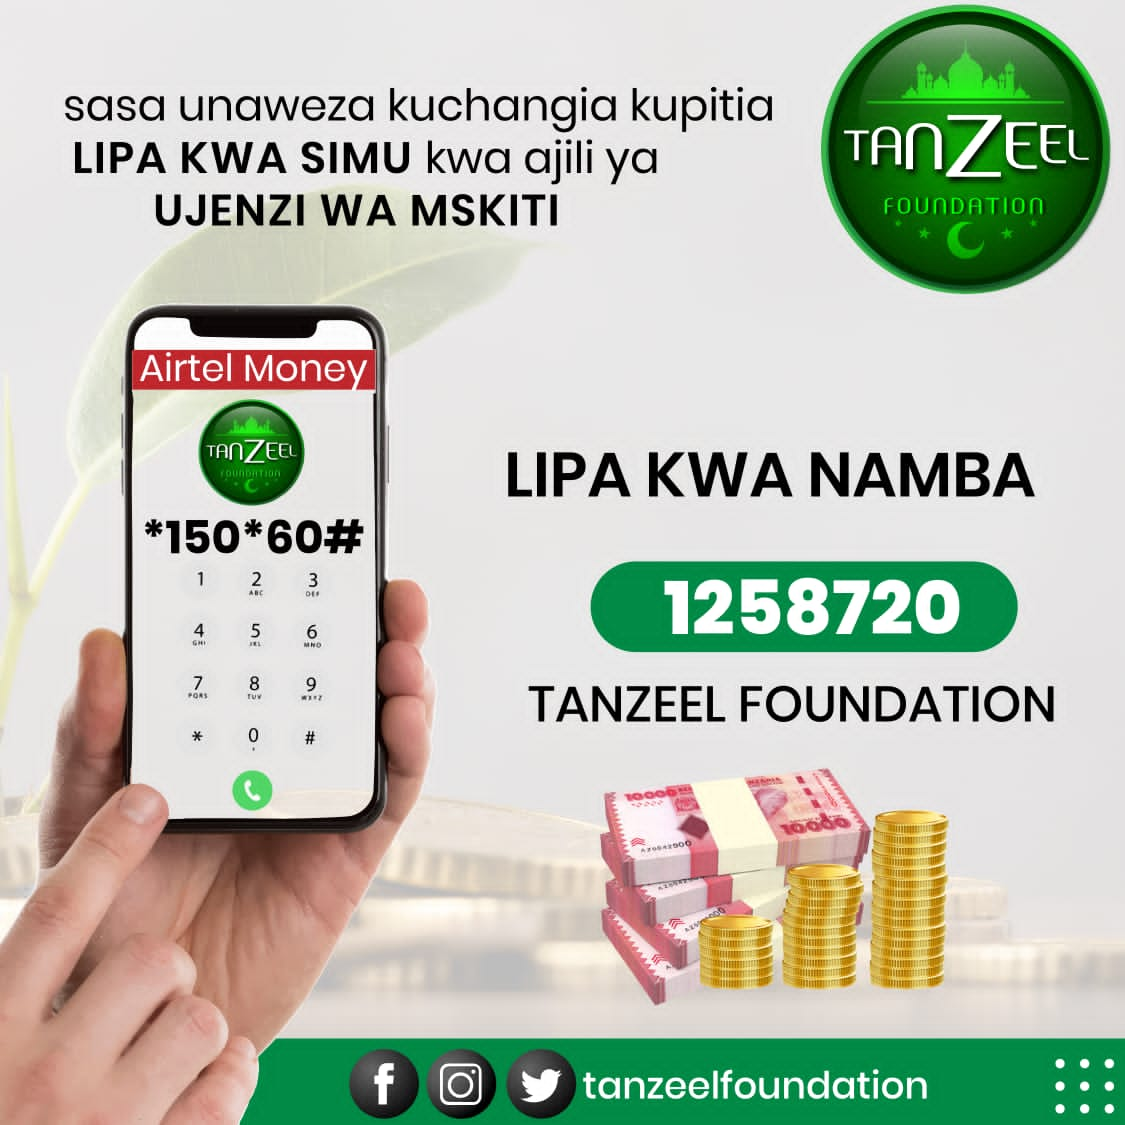 sasa unaweza kuchangia kupitia
LIPA KWA SIMU kwa ajili ya
UJENZI WA MSKITI
TANZEEL
FOUNDATION
Airtel Money
TANZEEL
FOUNDATION
*150*60#
1
2
ABC
3
DEF
4
GHI
5
JKL
6
MNO
7
PQRS
8
TUV
9
WXYZ
*
0
#
LIPA KWA NAMBA
1258720
TANZEEL FOUNDATION
10000
10000
tanzeelfoundation